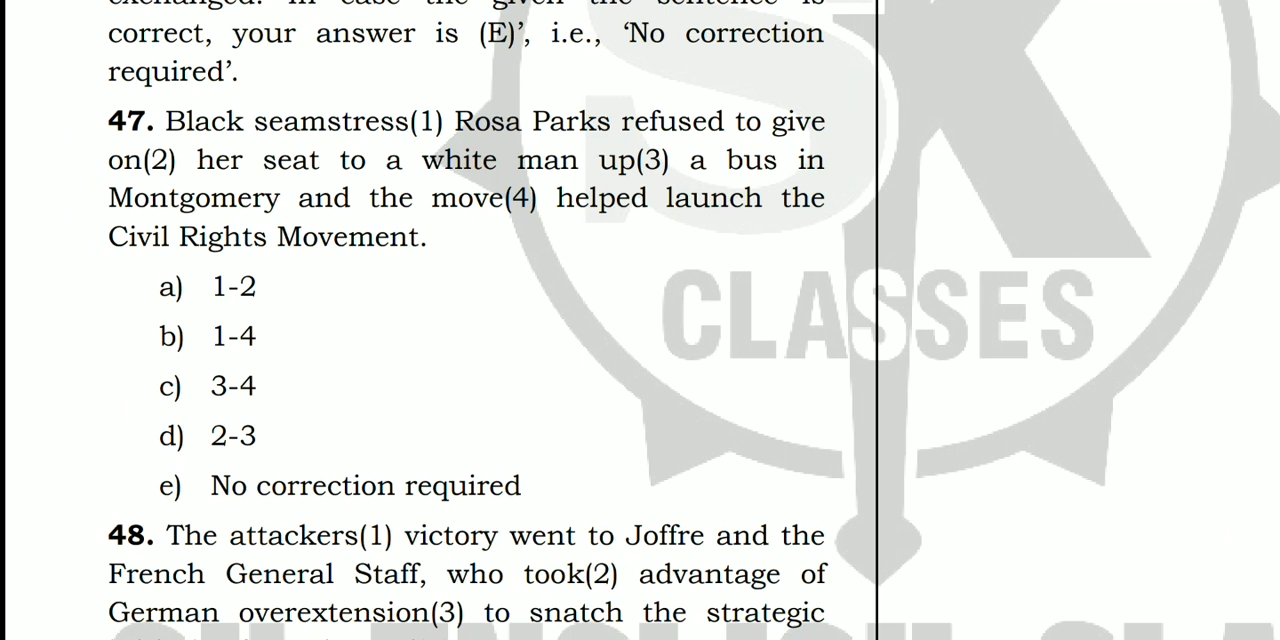 correct, your answer is (E)’, i.e., ‘No correction
required’.
47. Black seamstress(1) Rosa Parks refused to give
on(2) her seat to a white man up(3) a bus in
Montgomery and the move(4) helped launch the
Civil Rights Movement.
a) 1-2
b) 1-4
c) 3-4
d) 2-3
e) No correction required
48. The attackers(1) victory went to Joffre and the
French General Staff, who took(2) advantage of
German overextension(3) to snatch the strategic
SK
CLASSES